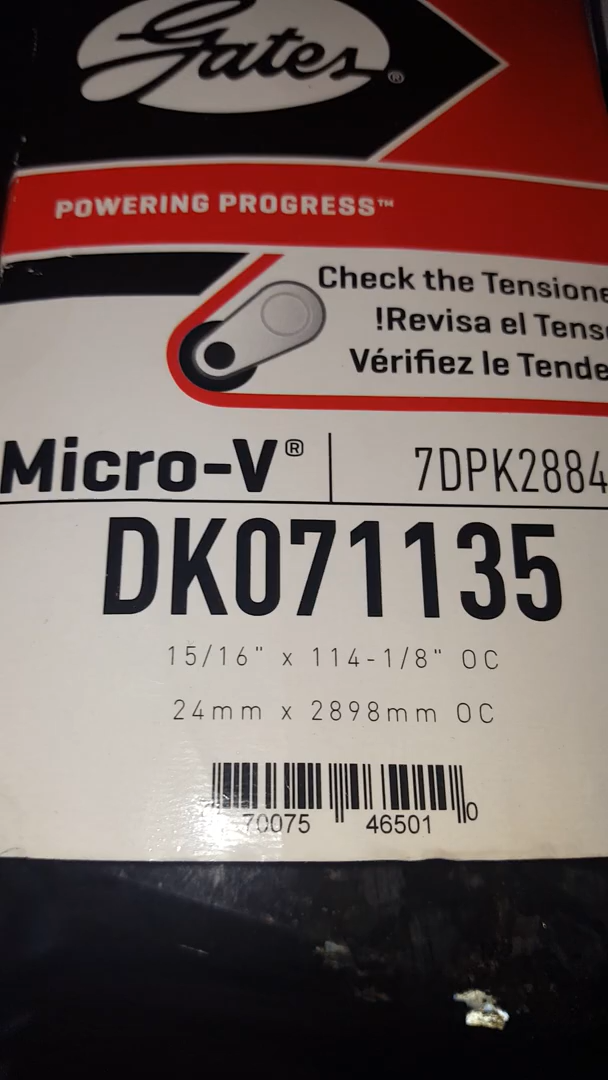 Gates®
POWERING PROGRESS™
Check the Tensione
!Revisa el Tens
Vérifiez le Tende
Micro-V® 7DPK2884
DK071135
15/16" x 114-1/8" OC
24mm x 2898mm OC
70075 46501 0